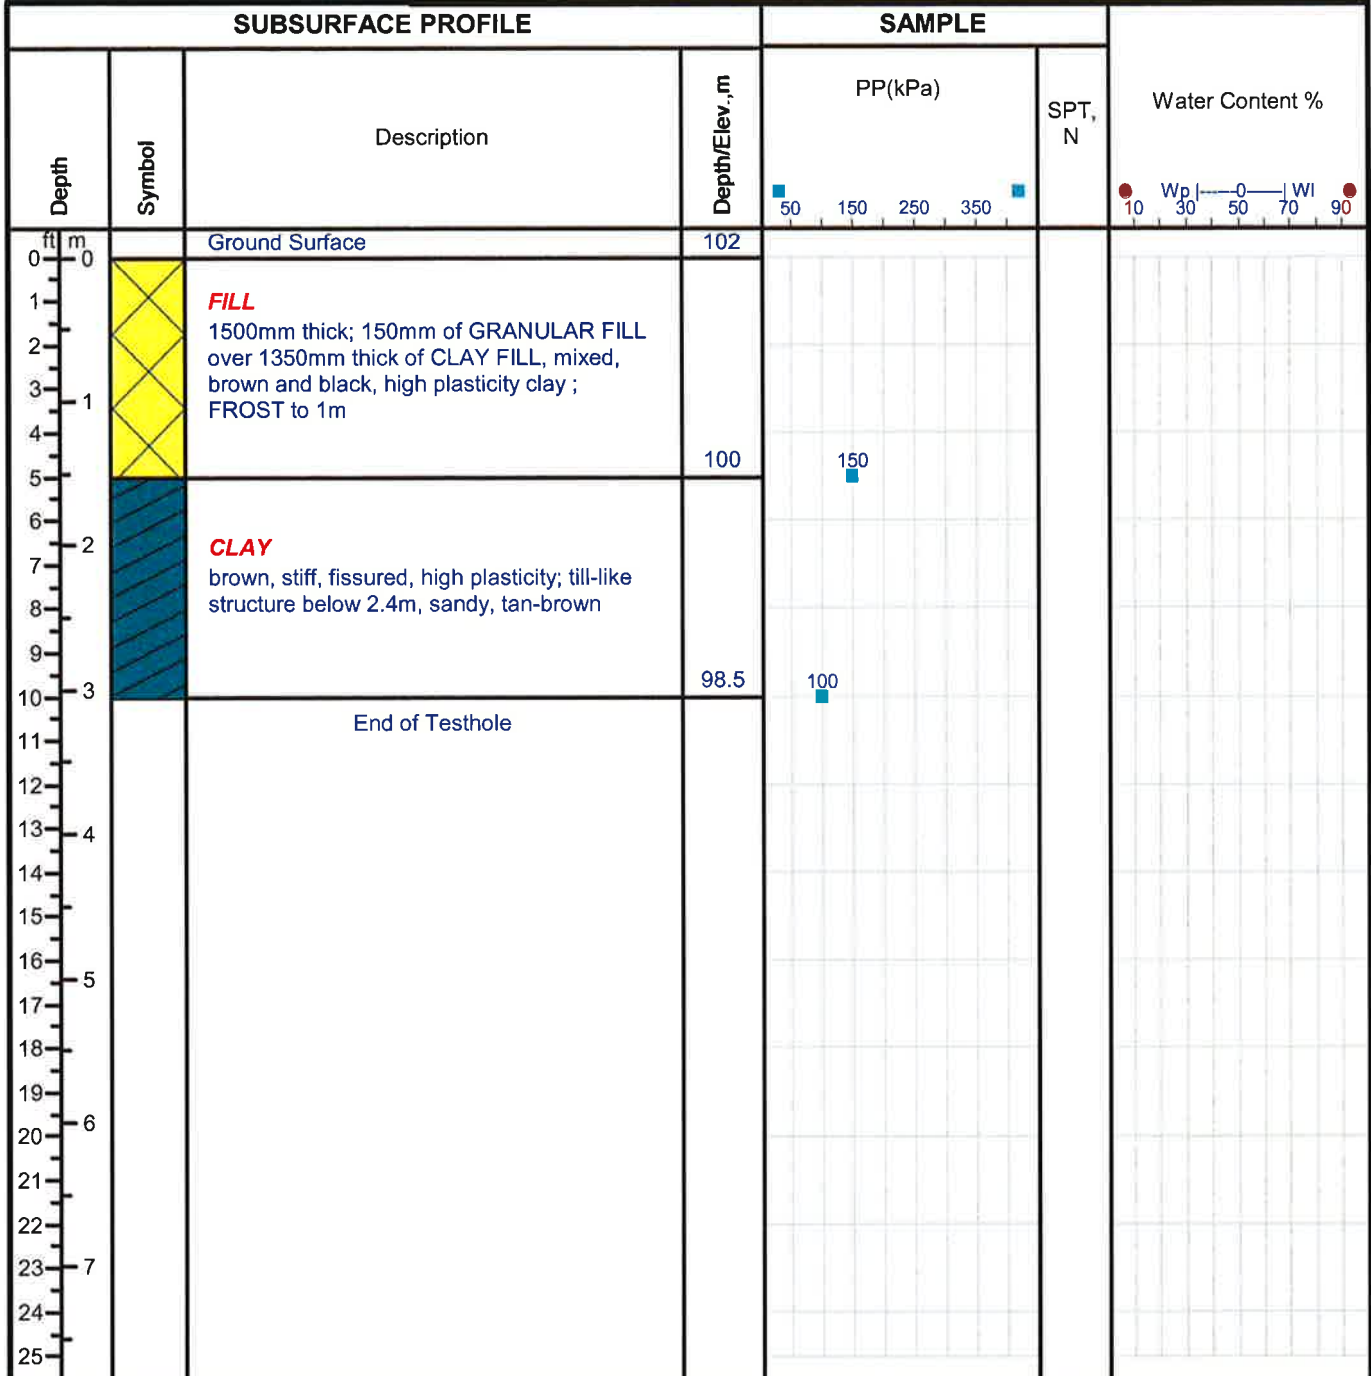 SUBSURFACE PROFILE
SAMPLE
Depth
Symbol
Description
Depth/Elev.,m
PP(kPa)
SPT,
N
Water Content %
Wp |-----0-----| Wl
50 150 250 350
10 30 50 70 90
ft m
Ground Surface
102
0 0
1
FILL
1500mm thick; 150mm of GRANULAR FILL
over 1350mm thick of CLAY FILL, mixed,
brown and black, high plasticity clay ;
FROST to 1m
2
3
1
4
100
150
5
6
2
CLAY
brown, stiff, fissured, high plasticity; till-like
structure below 2.4m, sandy, tan-brown
7
8
9
98.5
100
3
10
End of Testhole
11
12
13
4
14
15
16
5
17
18
19
6
20
21
22
23
7
24
25